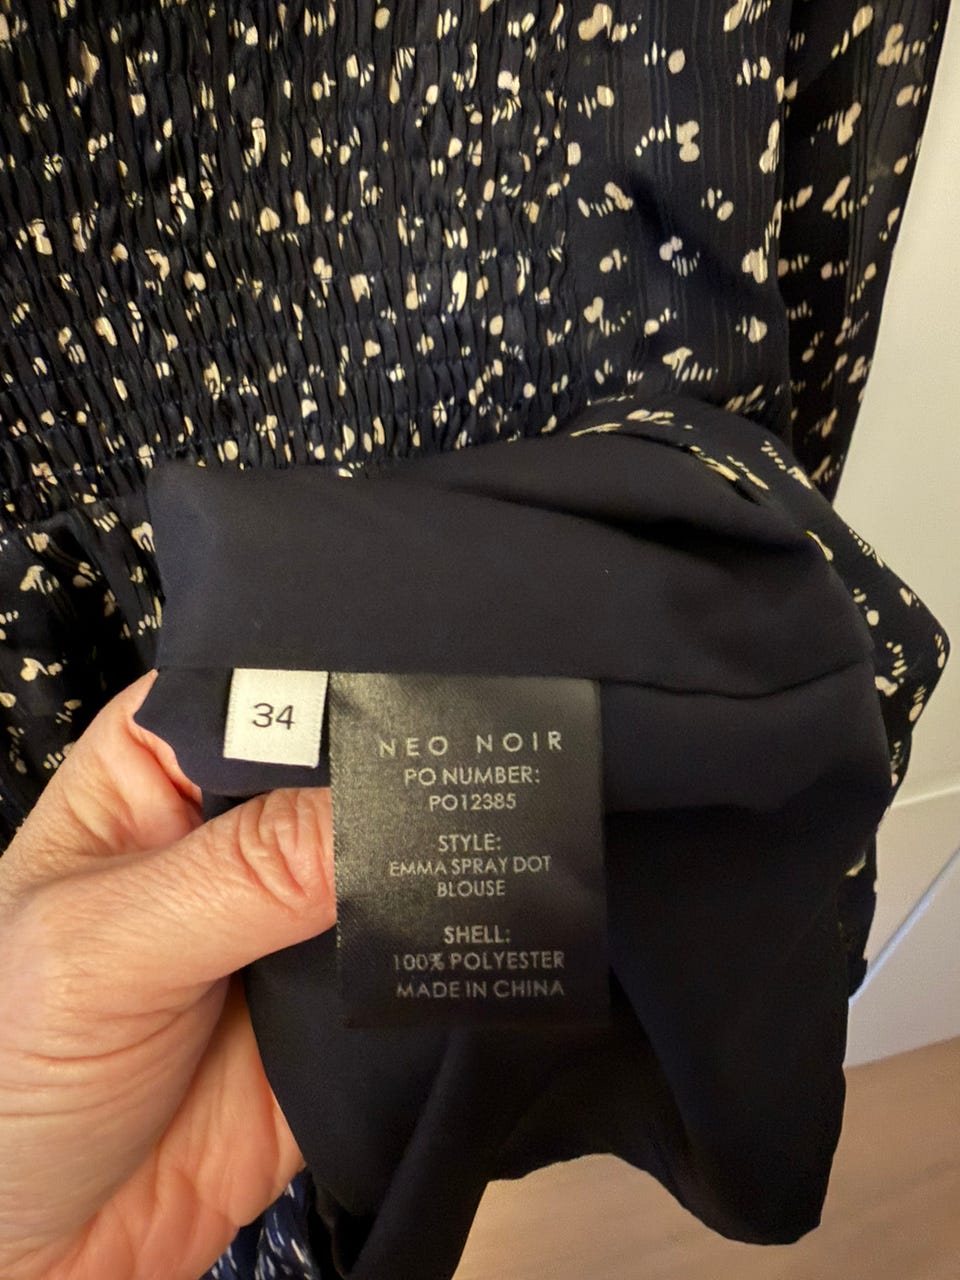 34
NEO NOIR
PO NUMBER:
PO12385
STYLE:
EMMA SPRAY DOT
BLOUSE
SHELL:
100% POLYESTER
MADE IN CHINA